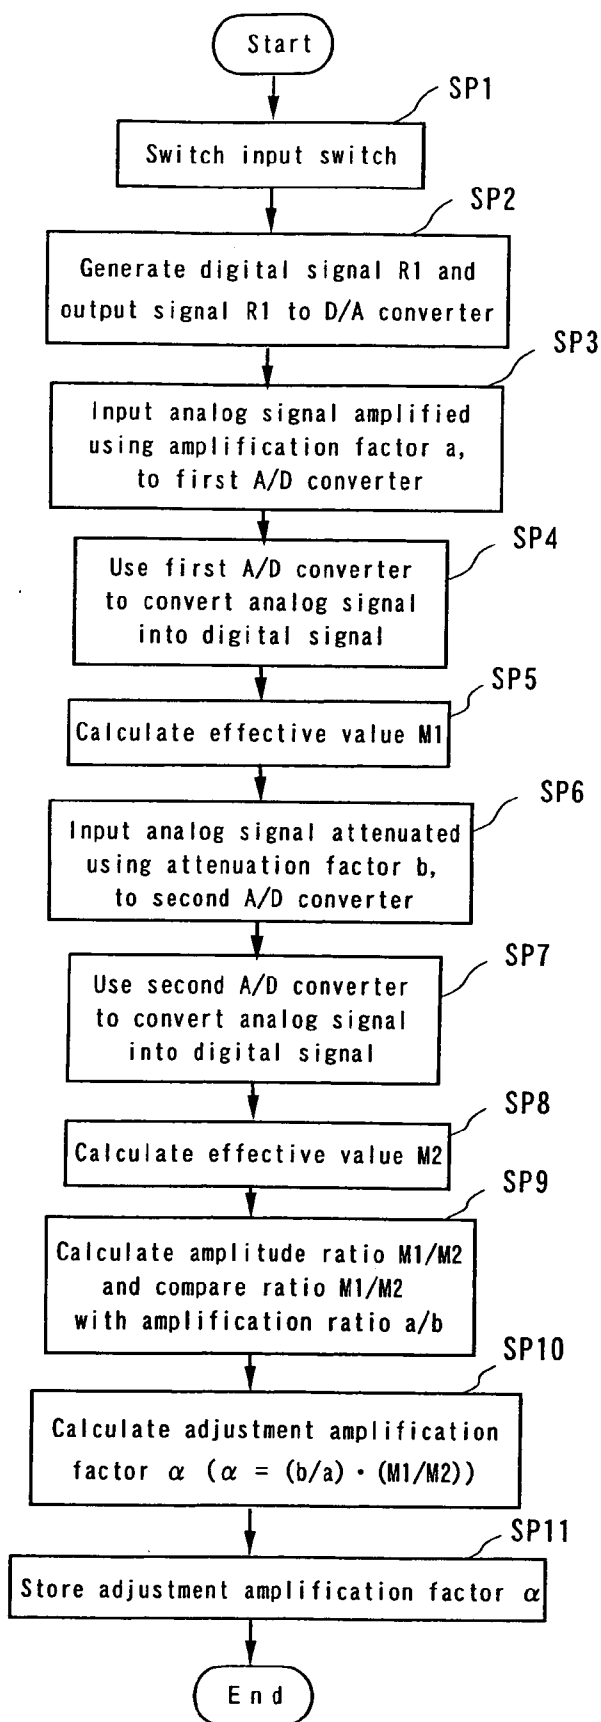 Start
SP1
Switch input switch
SP2
Generate digital signal R1 and
output signal R1 to D/A converter
SP3
Input analog signal amplified
using amplification factor a,
to first A/D converter
SP4
Use first A/D converter
to convert analog signal
into digital signal
SP5
Calculate effective value M1
SP6
Input analog signal attenuated
using attenuation factor b,
to second A/D converter
SP7
Use second A/D converter
to convert analog signal
into digital signal
SP8
Calculate effective value M2
SP9
Calculate amplitude ratio M1/M2
and compare ratio M1/M2
with amplification ratio a/b
SP10
Calculate adjustment amplification
factor α (α = (b/a) · (M1/M2))
SP11
Store adjustment amplification factor α
End